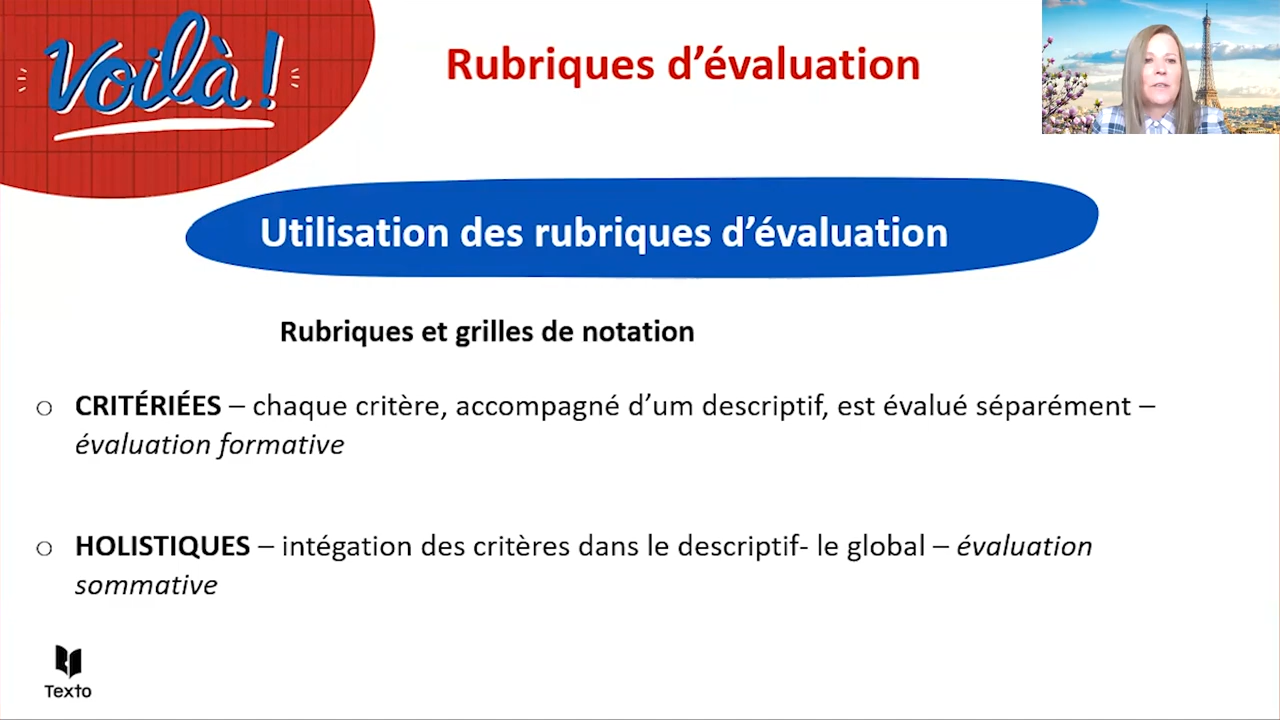 Voilà !
Rubriques d’évaluation
Utilisation des rubriques d’évaluation
Rubriques et grilles de notation
o CRITÉRIÉES – chaque critère, accompagné d’um descriptif, est évalué séparément –
évaluation formative
o HOLISTIQUES – intégation des critères dans le descriptif- le global – évaluation
sommative
Texto